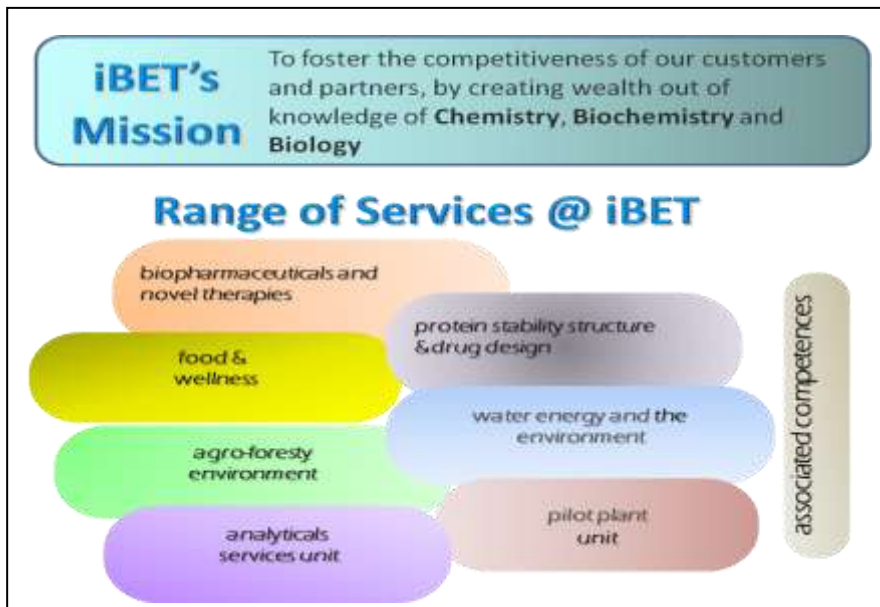 iBET's
Mission
To foster the competitiveness of our customers
and partners, by creating wealth out of
knowledge of Chemistry, Biochemistry and
Biology
Range of Services @ iBET
biopharmaceuticals and
novel therapies
protein stability structure
& drug design
food &
wellness
water energy and the
environment
agro-foresty
environment
pilot plant
unit
analyticals
services unit
associated competences